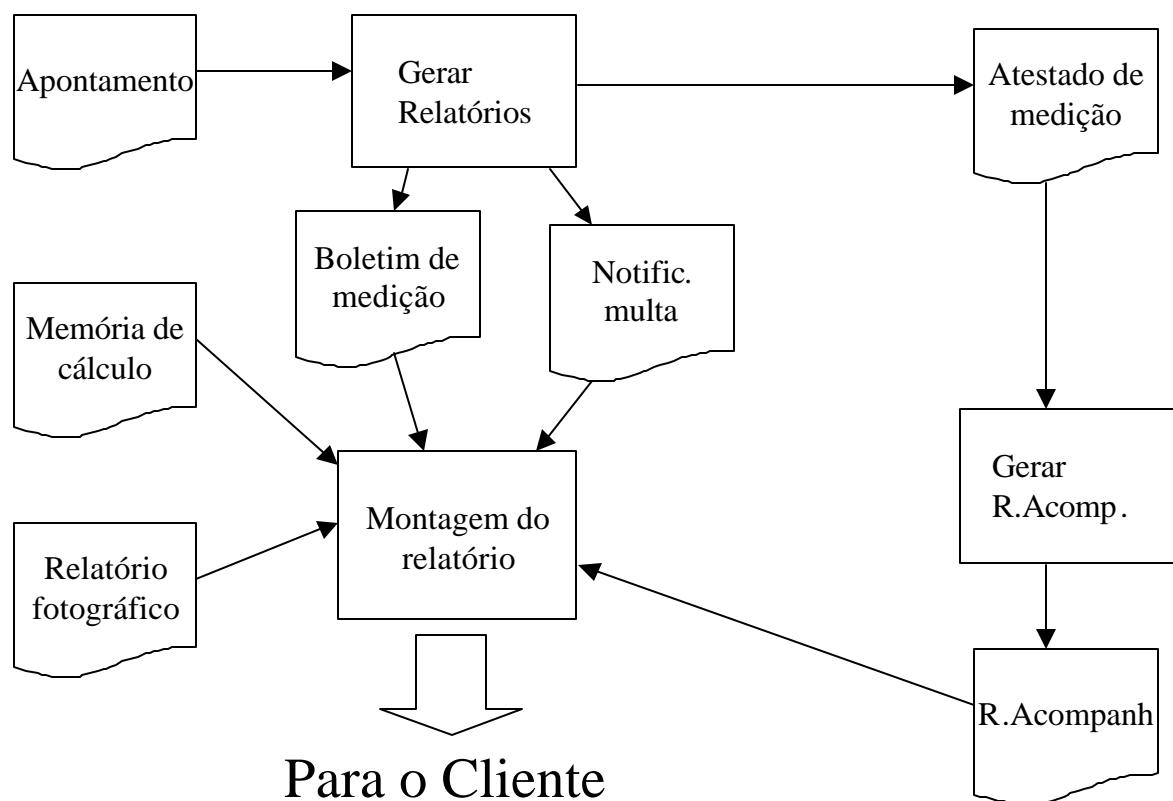 Apontamento
Gerar
Relatórios
Atestado de
medição
Boletim de
medição
Notific.
multa
Memória de
cálculo
Gerar
R.Acomp.
Montagem do
relatório
Relatório
fotográfico
R.Acompanh
Para o Cliente